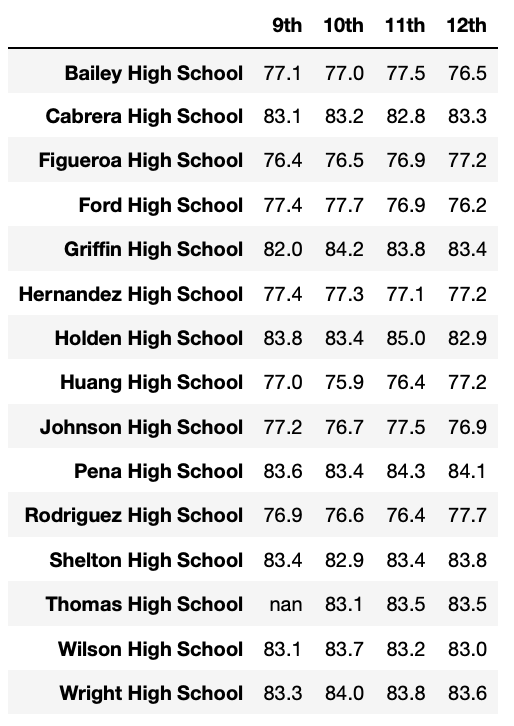 9th 10th 11th 12th
Bailey High School 77.1 77.0 77.5 76.5
Cabrera High School 83.1 83.2 82.8 83.3
Figueroa High School 76.4 76.5 76.9 77.2
Ford High School 77.4 77.7 76.9 76.2
Griffin High School 82.0 84.2 83.8 83.4
Hernandez High School 77.4 77.3 77.1 77.2
Holden High School 83.8 83.4 85.0 82.9
Huang High School 77.0 75.9 76.4 77.2
Johnson High School 77.2 76.7 77.5 76.9
Pena High School 83.6 83.4 84.3 84.1
Rodriguez High School 76.9 76.6 76.4 77.7
Shelton High School 83.4 82.9 83.4 83.8
Thomas High School nan 83.1 83.5 83.5
Wilson High School 83.1 83.7 83.2 83.0
Wright High School 83.3 84.0 83.8 83.6